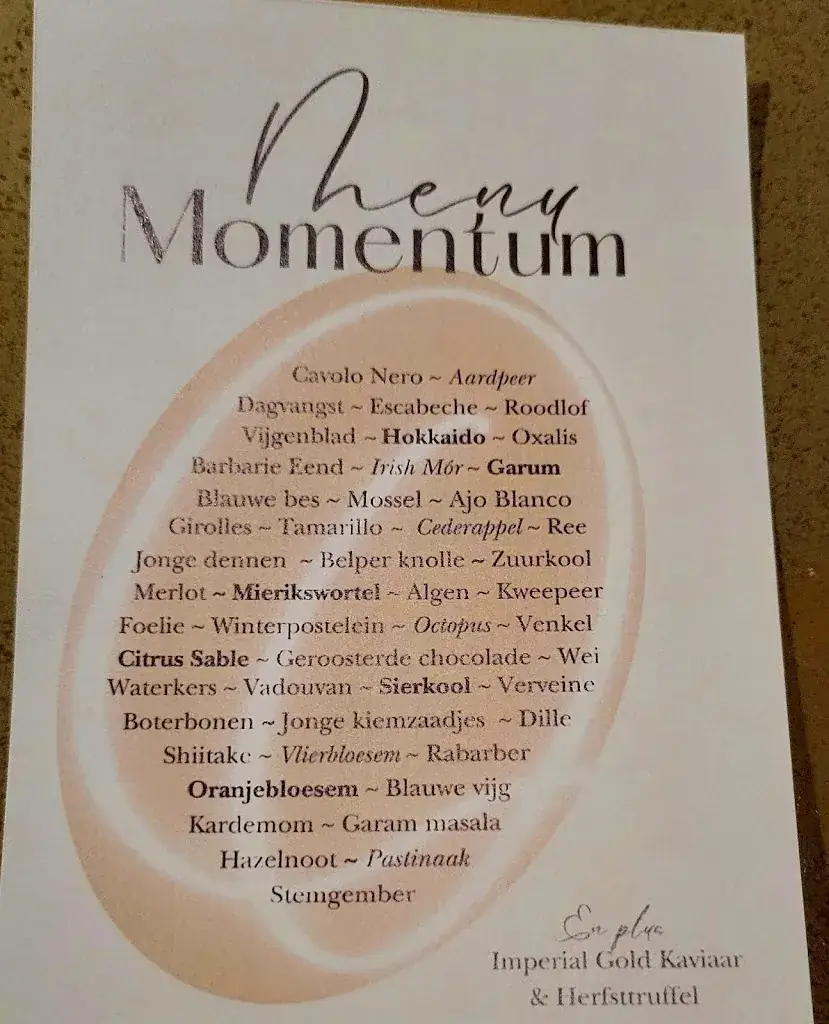 Menu
Momentum
Cavolo Nero ~ Aardpeer
Dagvangst ~ Escabeche ~ Roodlof
Vijgenblad ~ Hokkaido ~ Oxalis
Barbarie Eend ~ Irish Mór ~ Garum
Blauwe bes ~ Mossel ~ Ajo Blanco
Girolles ~ Tamarillo ~ Cederappel ~ Ree
Jonge dennen ~ Belper knolle ~ Zuurkool
Merlot ~ Mierikswortel ~ Algen ~ Kweepeer
Foelie ~ Winterpostelein ~ Octopus ~ Venkel
Citrus Sable ~ Geroosterde chocolade ~ Wei
Waterkers ~ Vadouvan ~ Sierkool ~ Verveine
Boterbonen ~ Jonge kiemzaadjes ~ Dille
Shiitake ~ Vlierbloesem ~ Rabarber
Oranjebloesem ~ Blauwe vijg
Kardemom ~ Garam masala
Hazelnoot ~ Pastinaak
Stemgember
En plus
Imperial Gold Kaviaar
& Herfsttruffel